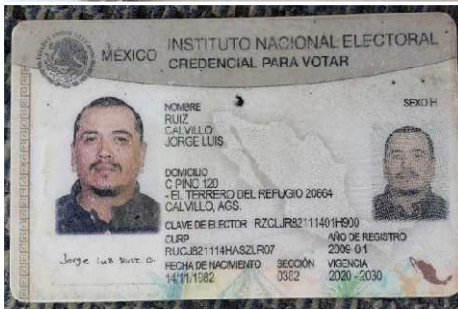 MÉXICO
INSTITUTO NACIONAL ELECTORAL
CREDENCIAL PARA VOTAR
NOMBRE
RUIZ
CALVILLO
JORGE LUIS
SEXO H
DOMICILIO
C PINO 120
- EL TERRERO DEL REFUGIO 20664
CALVILLO, AGS.
CLAVE DE ELECTOR RZCLJR82111401H900
CURP
RUCJ821114HASZLR07
AÑO DE REGISTRO
2009 01
FECHA DE NACIMIENTO
14/11/1982
SECCIÓN
0382
VIGENCIA
2020 - 2030
Jorge Luis Ruiz C.